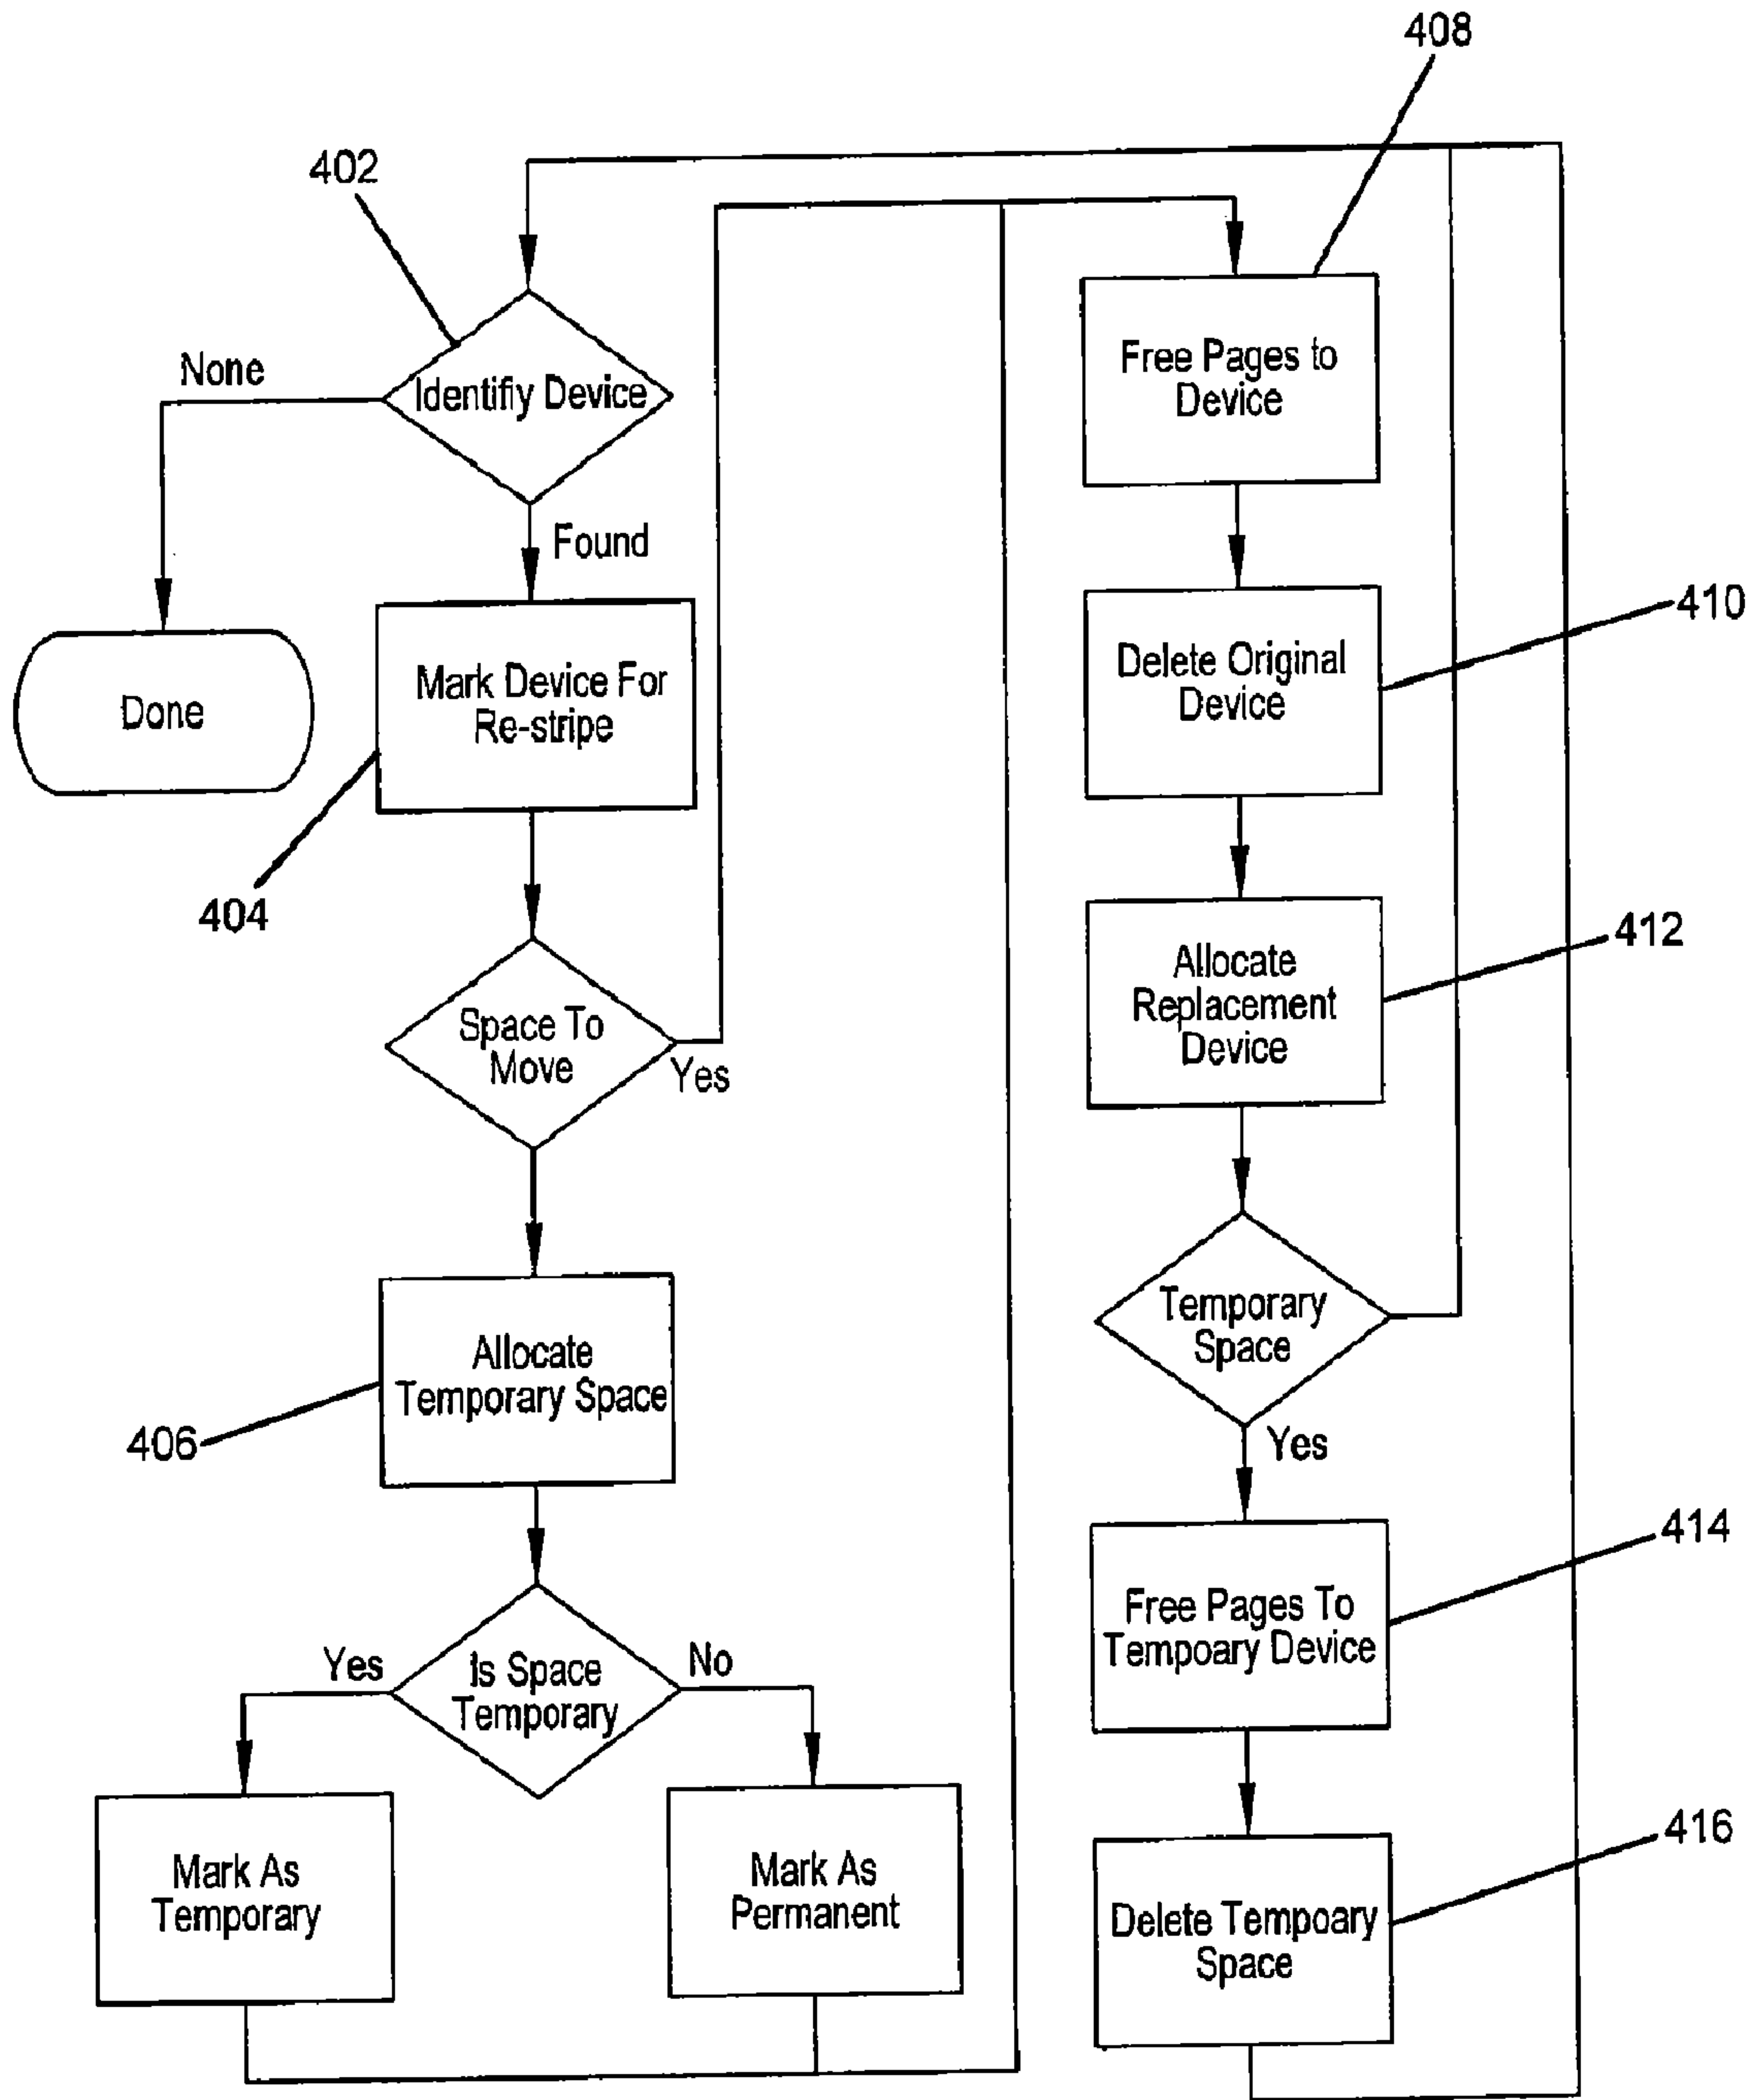 408
402
None
Identifiy Device
Free Pages to
Device
Found
410
Mark Device For
Re-stripe
Done
Delete Original
Device
404
412
Allocate
Replacement
Device
Space To
Move
Yes
Temporary
Space
Allocate
Temporary Space
406
Yes
414
Free Pages To
Tempoary Device
Yes
Is Space
Temporary
No
416
Mark As
Temporary
Mark As
Permanent
Delete Tempoary
Space